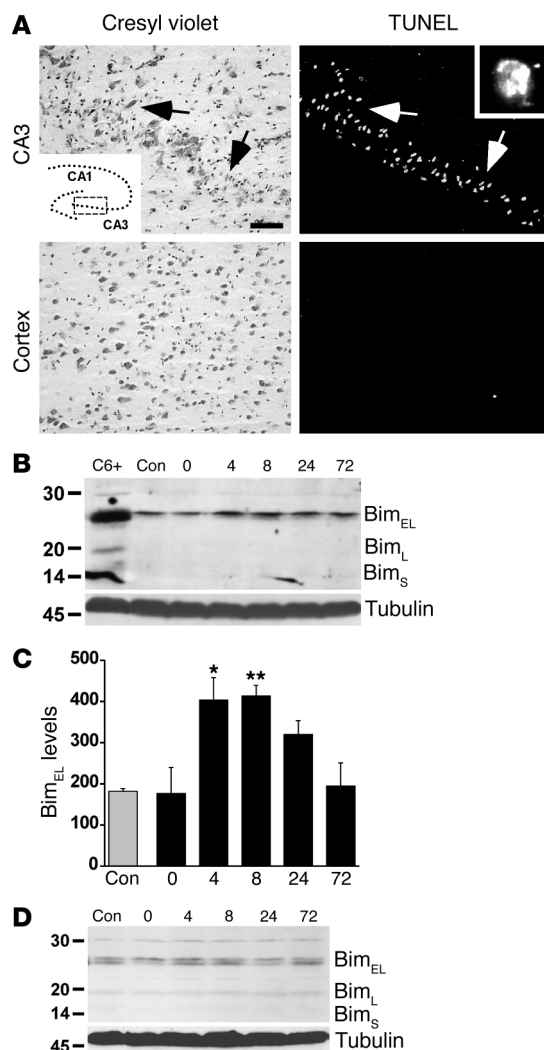 A
Cresyl violet
TUNEL
CA3
CA1
CA3
Cortex
B
C6+ Con 0 4 8 24 72
30
20
14
45
BimEL
BimL
BimS
Tubulin
C
BimEL levels
500
400
300
200
100
0
* **
Con 0 4 8 24 72
D
Con 0 4 8 24 72
30
20
14
45
BimEL
BimL
BimS
Tubulin